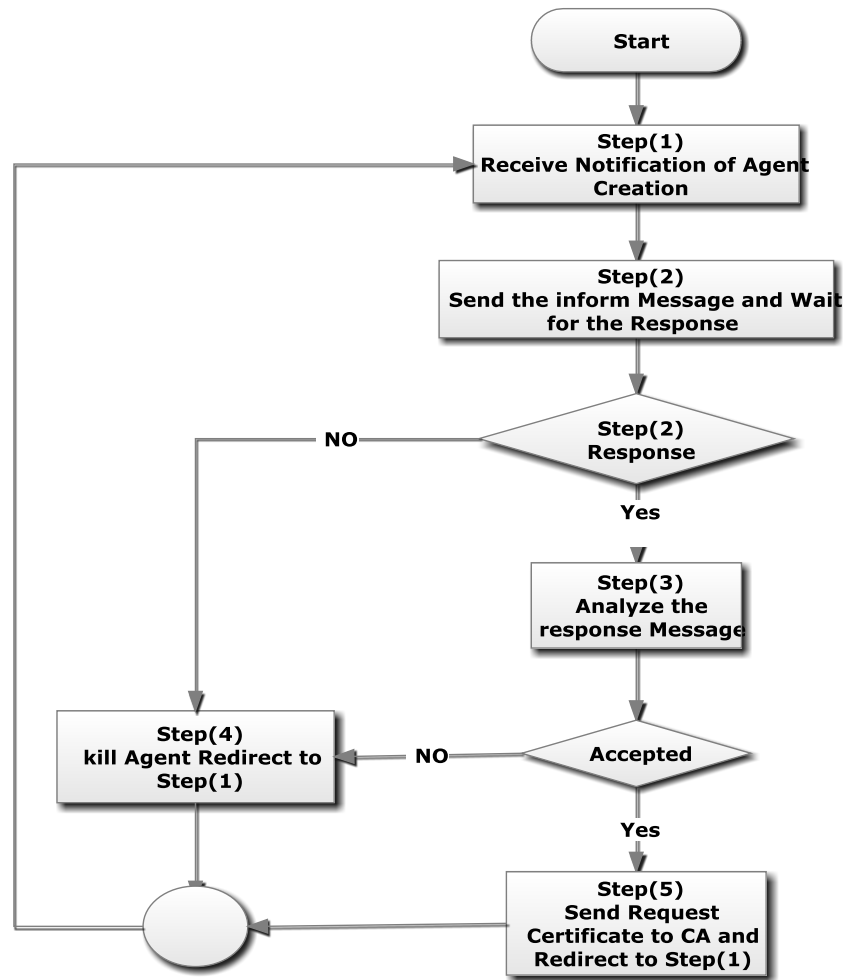 Start
Step(1)
Receive Notification of Agent
Creation
Step(2)
Send the inform Message and Wait
for the Response
Step(2)
Response
NO
Yes
Step(3)
Analyze the
response Message
Accepted
NO
Step(4)
kill Agent Redirect to
Step(1)
Yes
Step(5)
Send Request
Certificate to CA and
Redirect to Step(1)